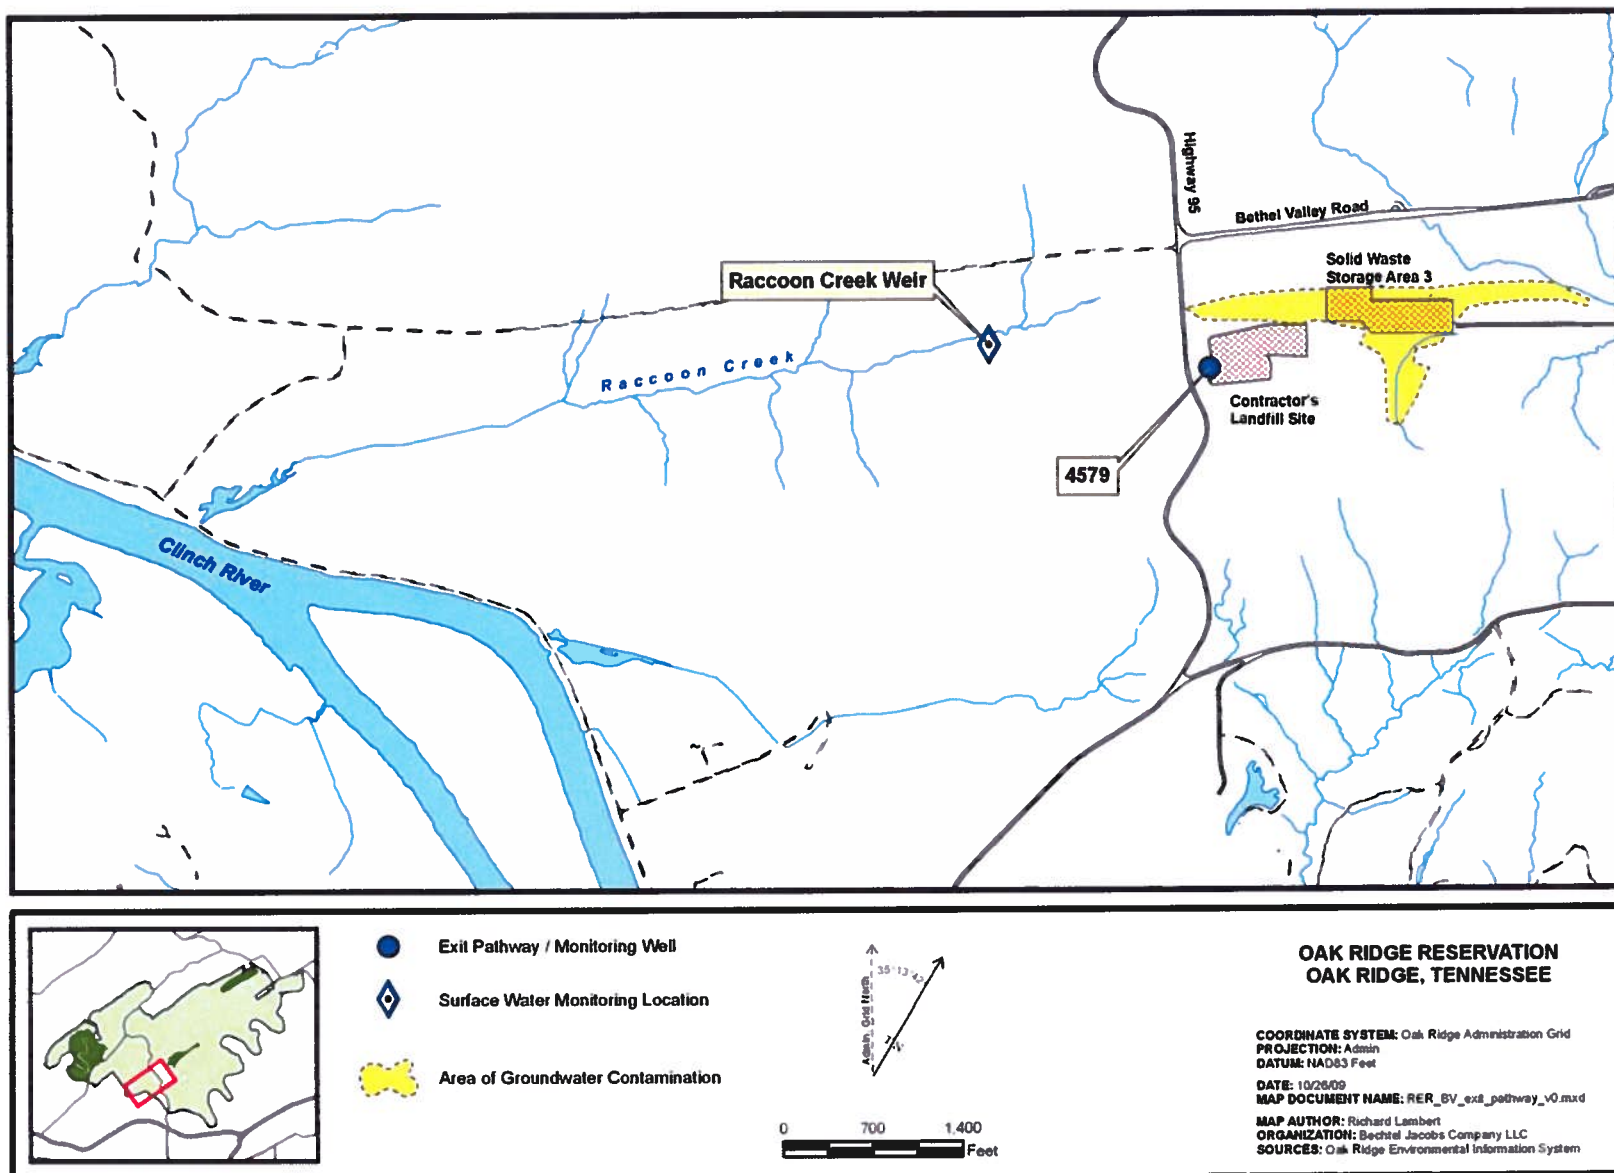 Highway 95
Bethel Valley Road
Solid Waste
Storage Area 3
Raccoon Creek Weir
Raccoon Creek
Contractor's
Landfill Site
4579
Clinch River
Exit Pathway / Monitoring Well
Surface Water Monitoring Location
Area of Groundwater Contamination
Admin. Grid North
35°13'42"
0 700 1,400
Feet
OAK RIDGE RESERVATION
OAK RIDGE, TENNESSEE
COORDINATE SYSTEM: Oak Ridge Administration Grid
PROJECTION: Admin
DATUM: NAD83 Feet
DATE: 10/26/09
MAP DOCUMENT NAME: RER_BV_exit_pathway_v0.mxd
MAP AUTHOR: Richard Lambert
ORGANIZATION: Bechtel Jacobs Company LLC
SOURCES: Oak Ridge Environmental Information System